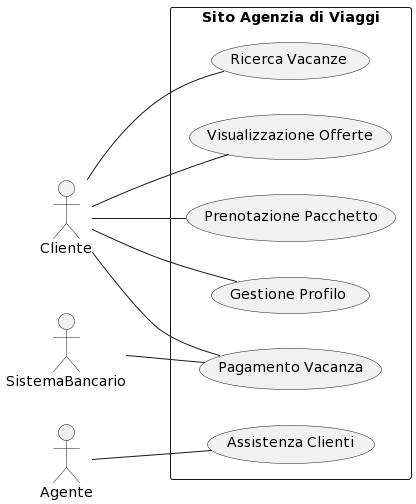 Sito Agenzia di Viaggi
Ricerca Vacanze
Visualizzazione Offerte
Prenotazione Pacchetto
Cliente
Gestione Profilo
Pagamento Vacanza
SistemaBancario
Assistenza Clienti
Agente